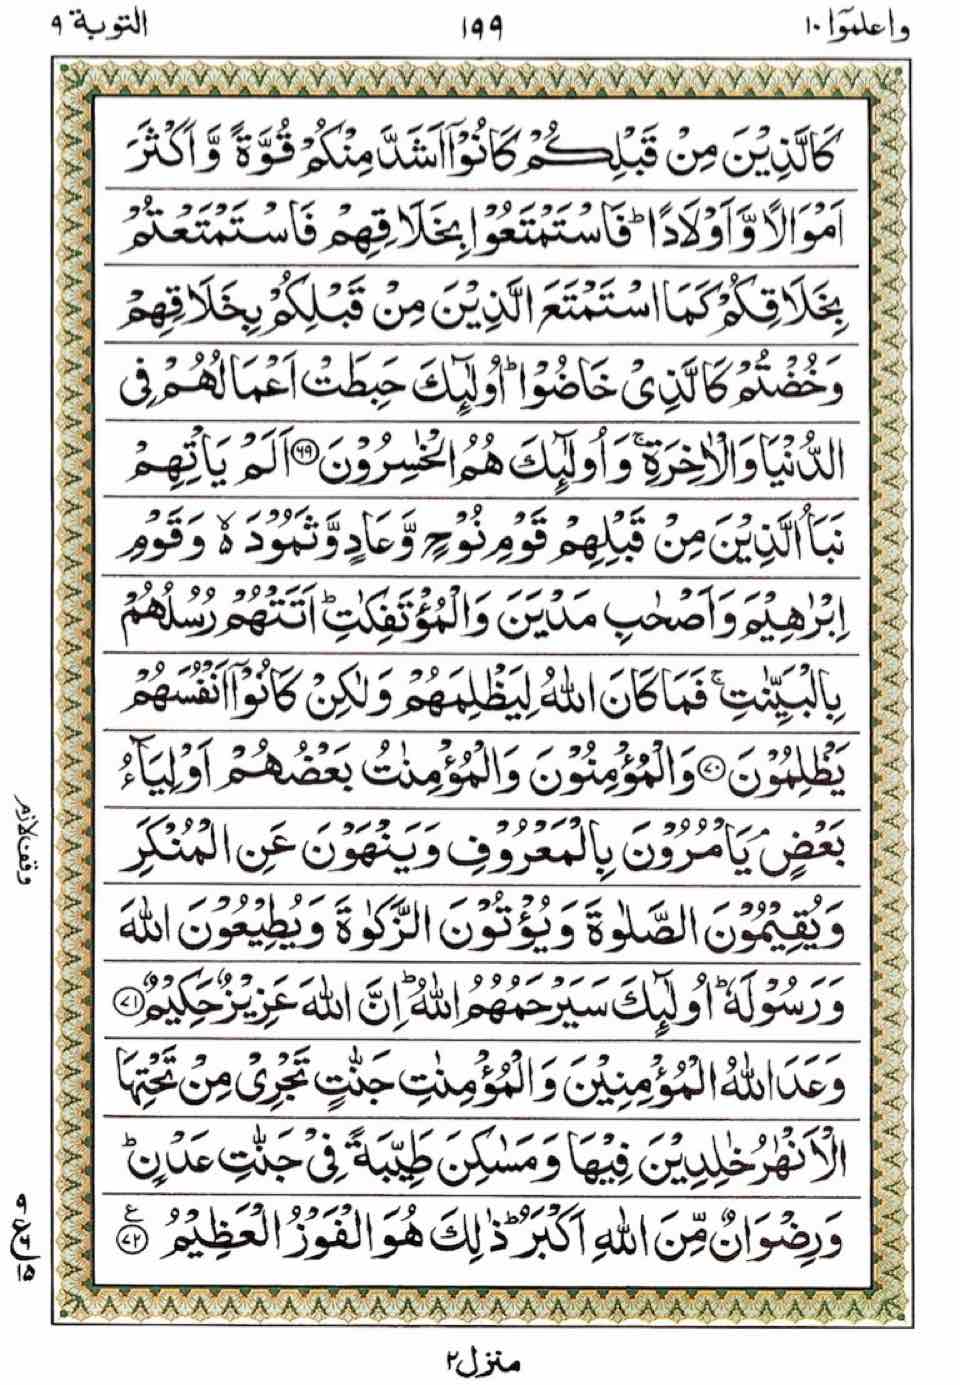 واعلموۤا ١٠
١٩٩
التوبة ٩
كَالَّذِيْنَ مِنْ قَبْلِكُمْ كَانُوْۤا اَشَدَّ مِنْكُمْ قُوَّةً وَّ اَكْثَرَ
اَمْوَالًا وَّ اَوْلَادًا ؕ فَاسْتَمْتَعُوْا بِخَلَاقِهِمْ فَاسْتَمْتَعْتُمْ
بِخَلَاقِكُمْ كَمَا اسْتَمْتَعَ الَّذِيْنَ مِنْ قَبْلِكُمْ بِخَلَاقِهِمْ
وَ خُضْتُمْ كَالَّذِيْ خَاضُوْا ؕ اُولٰٓئِكَ حَبِطَتْ اَعْمَالُهُمْ فِي
الدُّنْيَا وَ الْاٰخِرَةِ ۚ وَ اُولٰٓئِكَ هُمُ الْخٰسِرُوْنَ ﴿٦٩﴾ اَلَمْ يَاْتِهِمْ
نَبَاُ الَّذِيْنَ مِنْ قَبْلِهِمْ قَوْمِ نُوْحٍ وَّ عَادٍ وَّ ثَمُوْدَ ۙ۬ وَ قَوْمِ
اِبْرٰهِيْمَ وَ اَصْحٰبِ مَدْيَنَ وَ الْمُؤْتَفِكٰتِ ؕ اَتَتْهُمْ رُسُلُهُمْ
بِالْبَيِّنٰتِ ۚ فَمَا كَانَ اللّٰهُ لِيَظْلِمَهُمْ وَ لٰكِنْ كَانُوْۤا اَنْفُسَهُمْ
يَظْلِمُوْنَ ﴿٧٠﴾ وَ الْمُؤْمِنُوْنَ وَ الْمُؤْمِنٰتُ بَعْضُهُمْ اَوْلِيَآءُ
بَعْضٍ ۘ يَاْمُرُوْنَ بِالْمَعْرُوْفِ وَ يَنْهَوْنَ عَنِ الْمُنْكَرِ
وَ يُقِيْمُوْنَ الصَّلٰوةَ وَ يُؤْتُوْنَ الزَّكٰوةَ وَ يُطِيْعُوْنَ اللّٰهَ
وَ رَسُوْلَهٗ ؕ اُولٰٓئِكَ سَيَرْحَمُهُمُ اللّٰهُ ؕ اِنَّ اللّٰهَ عَزِيْزٌ حَكِيْمٌ ﴿٧١﴾
وَعَدَ اللّٰهُ الْمُؤْمِنِيْنَ وَ الْمُؤْمِنٰتِ جَنّٰتٍ تَجْرِيْ مِنْ تَحْتِهَا
الْاَنْهٰرُ خٰلِدِيْنَ فِيْهَا وَ مَسٰكِنَ طَيِّبَةً فِيْ جَنّٰتِ عَدْنٍ ؕ
وَ رِضْوَانٌ مِّنَ اللّٰهِ اَكْبَرُ ؕ ذٰلِكَ هُوَ الْفَوْزُ الْعَظِيْمُ ﴿٧٢﴾ ع
وقف لازم
٩
ع ٦
١٥
منزل ٢